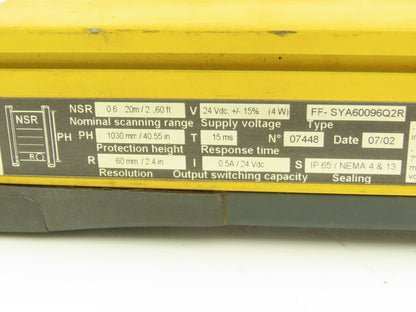 NSR 0.6...20m / 2...60 ft V 24 Vdc, +/- 15% (4 W) FF- SYA60096Q2R
NSR Nominal scanning range Supply voltage Type
PH PH 1030 mm / 40.55 in. T 15 ms N° 07448 Date 07/02
Protection height Response time
R R 60 mm / 2.4 in. I 0.5A / 24 Vdc S IP 65 / NEMA 4 & 13
Resolution Output switching capacity Sealing